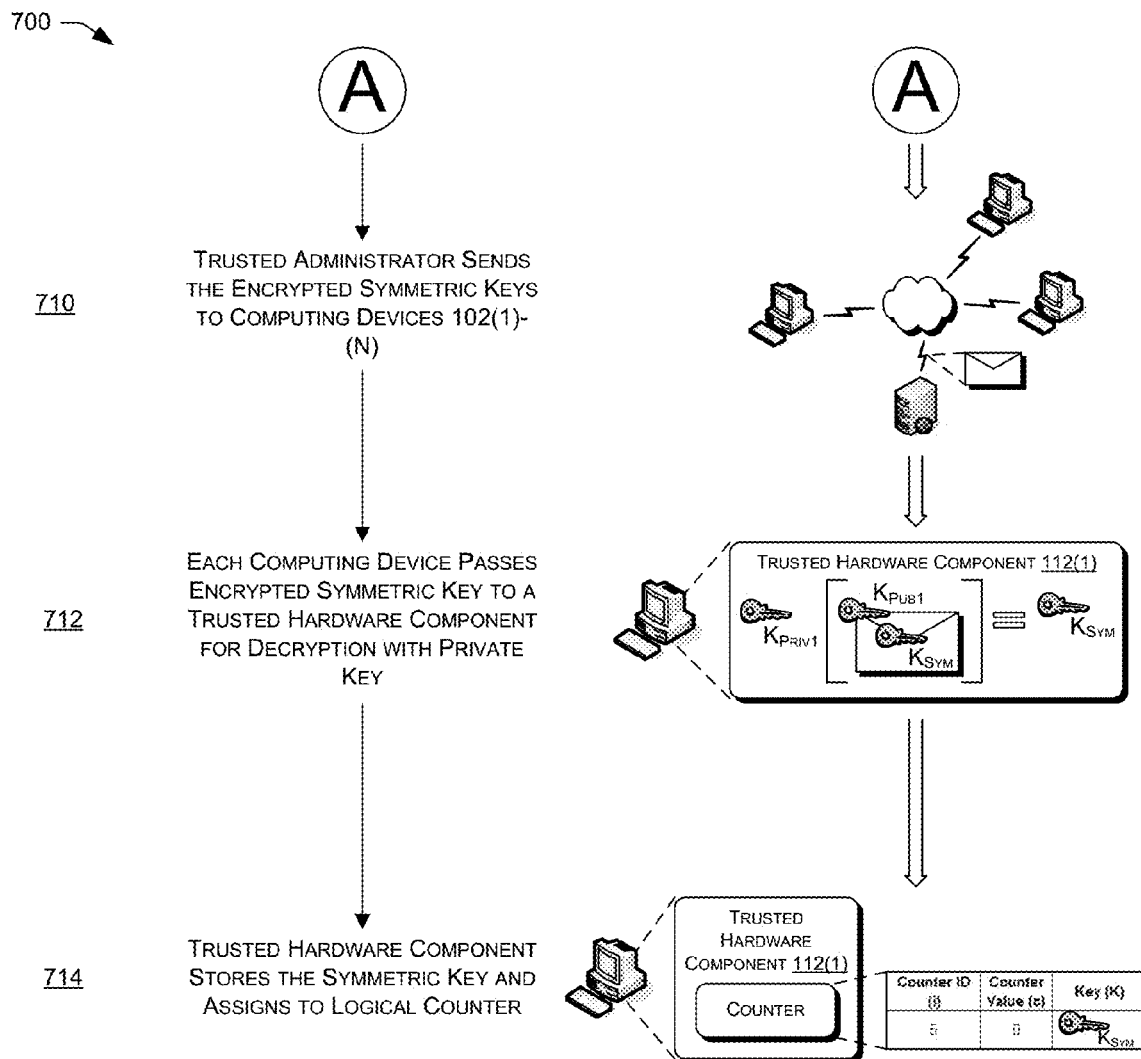 700
A
A
710
TRUSTED ADMINISTRATOR SENDS
THE ENCRYPTED SYMMETRIC KEYS
TO COMPUTING DEVICES 102(1)-
(N)
712
EACH COMPUTING DEVICE PASSES
ENCRYPTED SYMMETRIC KEY TO A
TRUSTED HARDWARE COMPONENT
FOR DECRYPTION WITH PRIVATE
KEY
TRUSTED HARDWARE COMPONENT 112(1)
KPUB1
KPRIV1
KSYM
KSYM
714
TRUSTED HARDWARE COMPONENT
STORES THE SYMMETRIC KEY AND
ASSIGNS TO LOGICAL COUNTER
TRUSTED
HARDWARE
COMPONENT 112(1)
COUNTER
Counter ID
Counter
Value (c)
Key (K)
KSYM